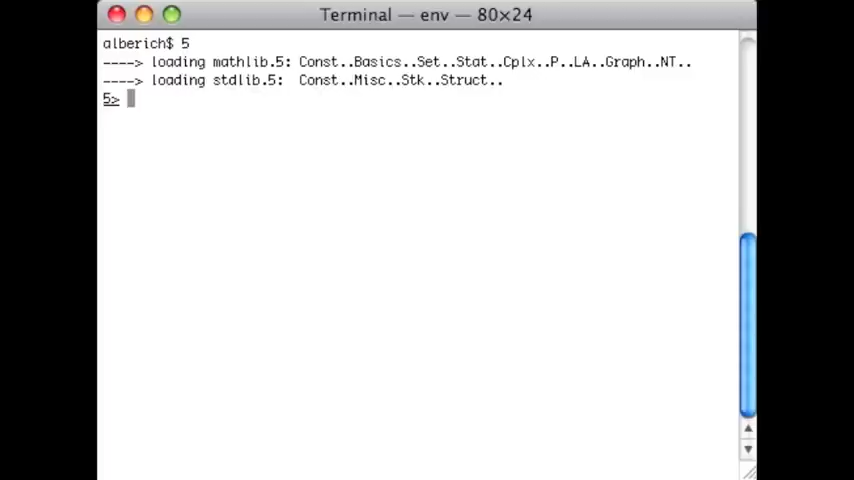 Terminal — env — 80×24
alberich$ 5
----> loading mathlib.5: Const..Basics..Set..Stat..Cplx..P..LA..Graph..NT..
----> loading stdlib.5:  Const..Misc..Stk..Struct..
5>